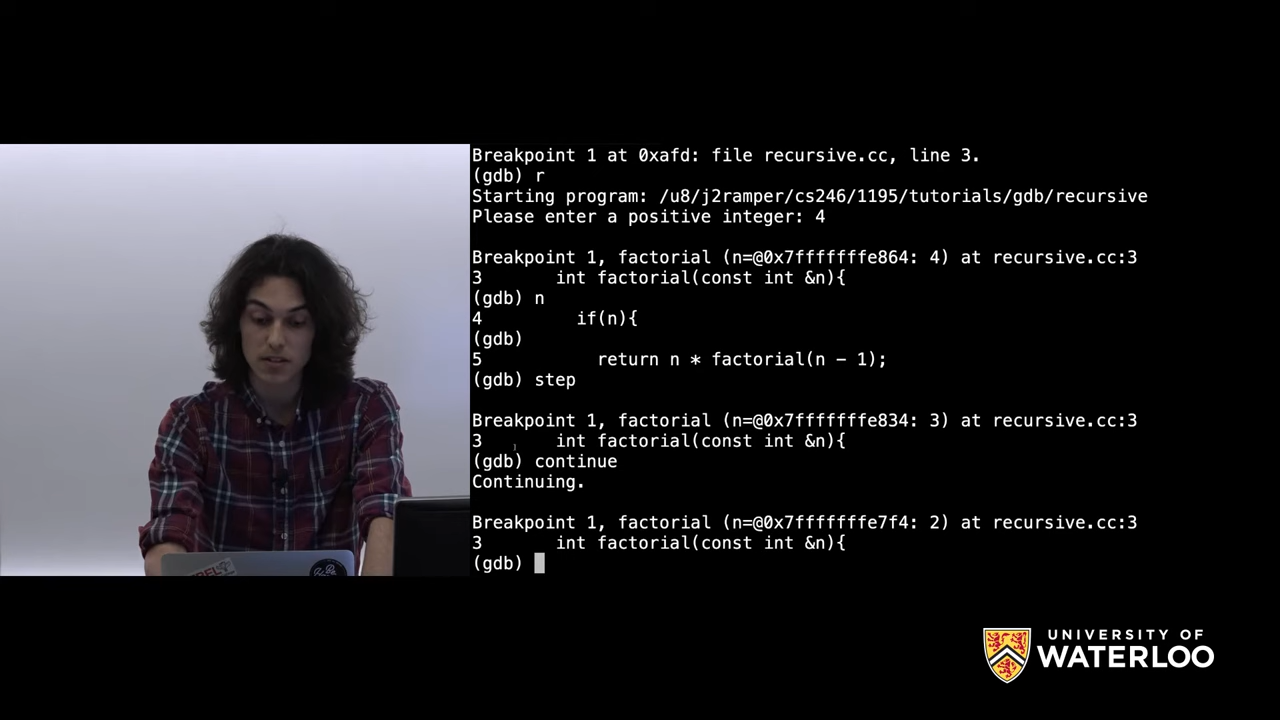 Breakpoint 1 at 0xafd: file recursive.cc, line 3.
(gdb) r
Starting program: /u8/j2ramper/cs246/1195/tutorials/gdb/recursive
Please enter a positive integer: 4
Breakpoint 1, factorial (n=@0x7fffffffe864: 4) at recursive.cc:3
3 int factorial(const int &n){
(gdb) n
4 if(n){
(gdb)
5 return n * factorial(n - 1);
(gdb) step
Breakpoint 1, factorial (n=@0x7fffffffe834: 3) at recursive.cc:3
3 int factorial(const int &n){
(gdb) continue
Continuing.
Breakpoint 1, factorial (n=@0x7fffffffe7f4: 2) at recursive.cc:3
3 int factorial(const int &n){
(gdb)
UNIVERSITY OF
WATERLOO